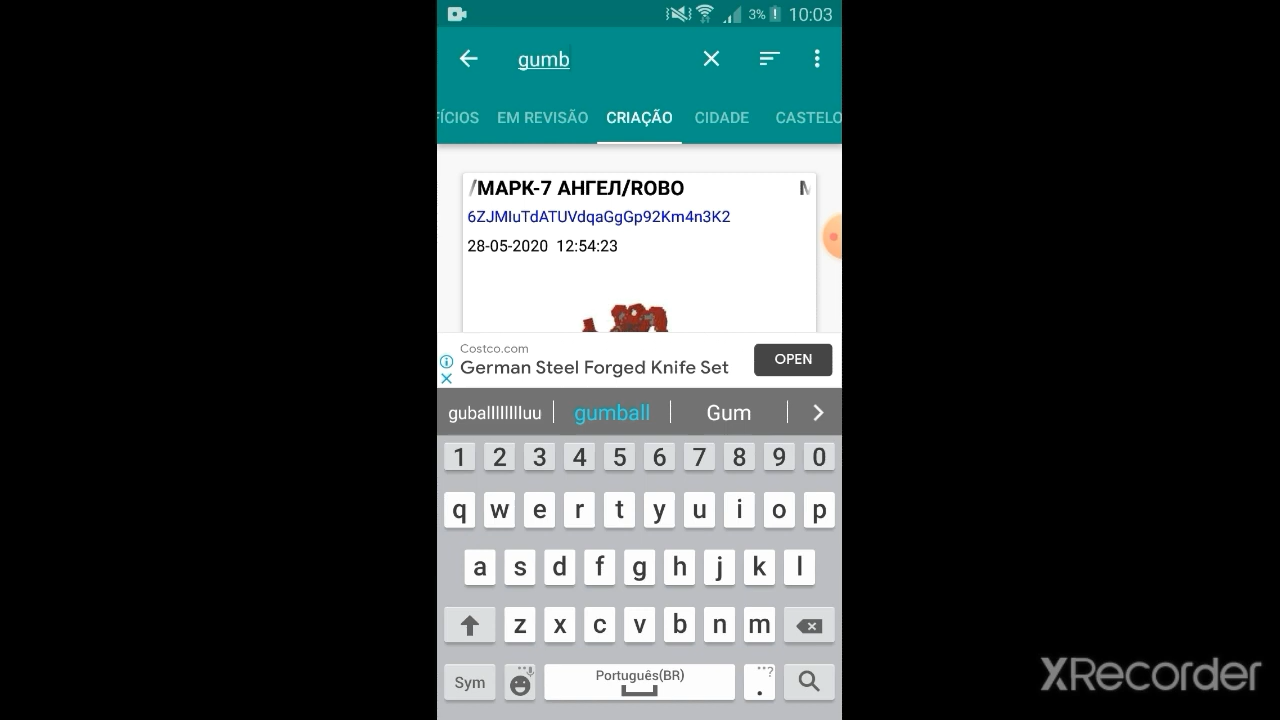 3% 10:03
gumb
FÍCIOS EM REVISÃO CRIAÇÃO CIDADE CASTELO
/МАРК-7 АНГЕЛ/ROBO
6ZJMIuTdATUVdqaGgGp92Km4n3K2
28-05-2020 12:54:23
Costco.com
German Steel Forged Knife Set OPEN
guballlllllllluu gumball Gum
1 2 3 4 5 6 7 8 9 0
q w e r t y u i o p
a s d f g h j k l
z x c v b n m
Sym Português(BR) .
XRecorder